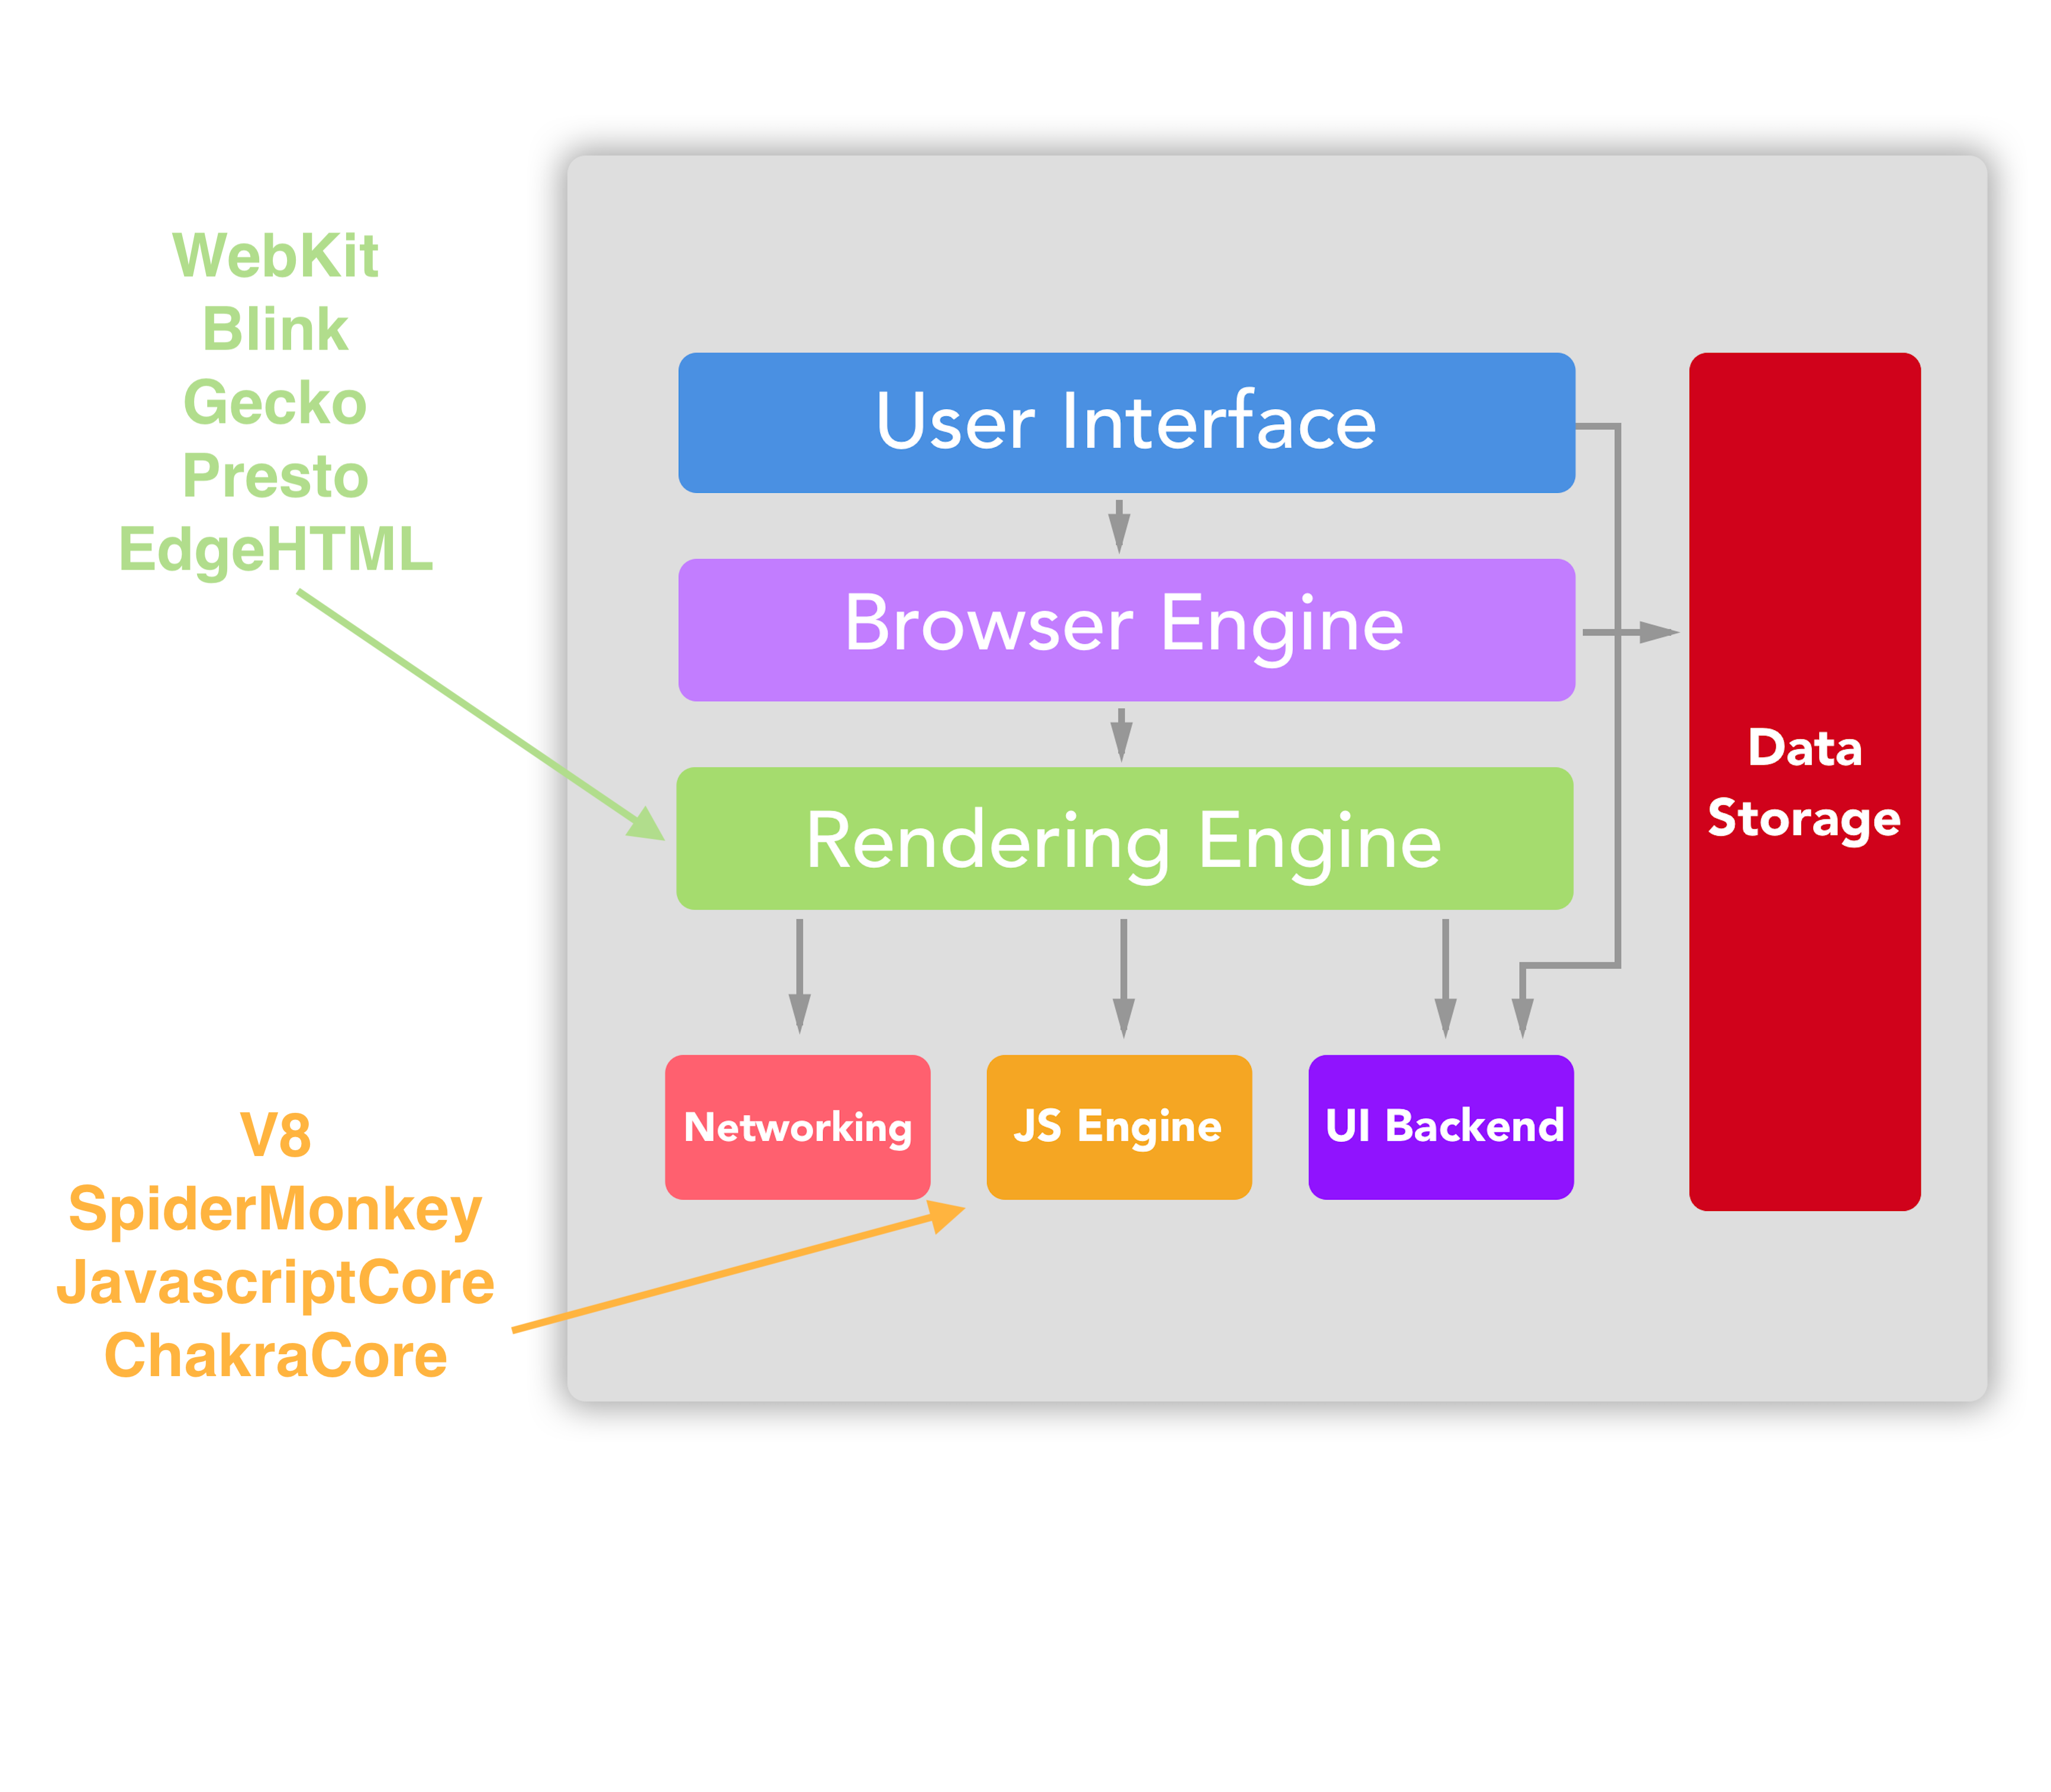 WebKit
Blink
Gecko
Presto
EdgeHTML
V8
SpiderMonkey
JavascriptCore
ChakraCore
User Interface
Browser Engine
Rendering Engine
Networking
JS Engine
UI Backend
Data
Storage